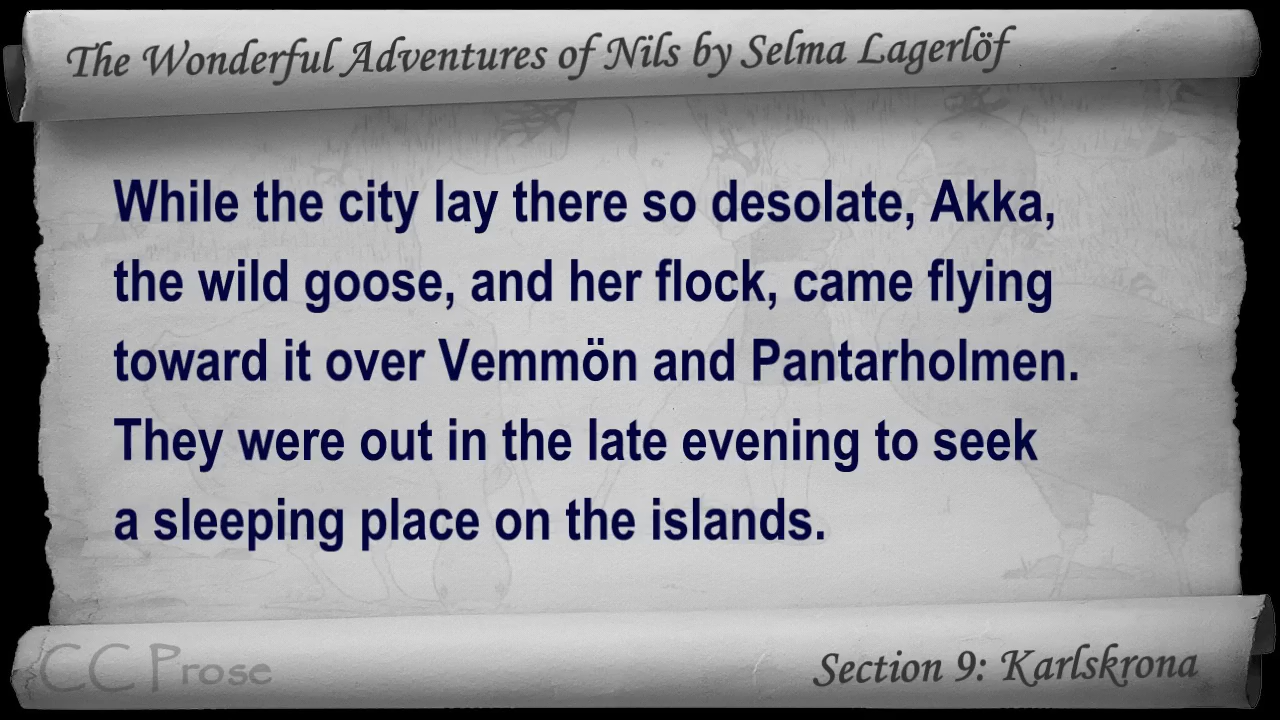 The Wonderful Adventures of Nils by Selma Lagerlöf
While the city lay there so desolate, Akka,
the wild goose, and her flock, came flying
toward it over Vemmön and Pantarholmen.
They were out in the late evening to seek
a sleeping place on the islands.
CC Prose
Section 9: Karlskrona